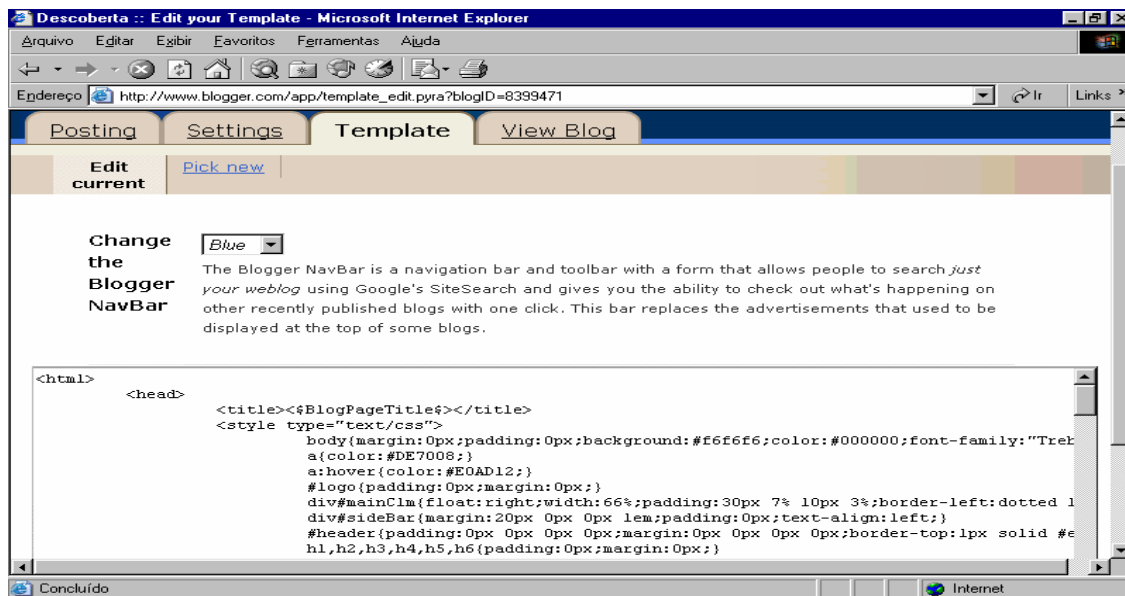 Descoberta :: Edit your Template - Microsoft Internet Explorer
Arquivo Editar Exibir Favoritos Ferramentas Ajuda
Endereço http://www.blogger.com/app/template_edit.pyra?blogID=8399471 Ir Links
Posting Settings Template View Blog
Edit current Pick new
Change the Blogger NavBar
Blue
The Blogger NavBar is a navigation bar and toolbar with a form that allows people to search just
your weblog using Google's SiteSearch and gives you the ability to check out what's happening on
other recently published blogs with one click. This bar replaces the advertisements that used to be
displayed at the top of some blogs.
<html>
<head>
<title><$BlogPageTitle$></title>
<style type="text/css">
body{margin:0px;padding:0px;background:#f6f6f6;color:#000000;font-family:"Treb
a{color:#DE7008;}
a:hover{color:#E0AD12;}
#logo{padding:0px;margin:0px;}
div#mainClm{float:right;width:66%;padding:30px 7% 10px 3%;border-left:dotted 1
div#sideBar{margin:20px 0px 0px 1em;padding:0px;text-align:left;}
#header{padding:0px 0px 0px 0px;margin:0px 0px 0px 0px;border-top:1px solid #e
h1,h2,h3,h4,h5,h6{padding:0px;margin:0px;}
Concluído Internet